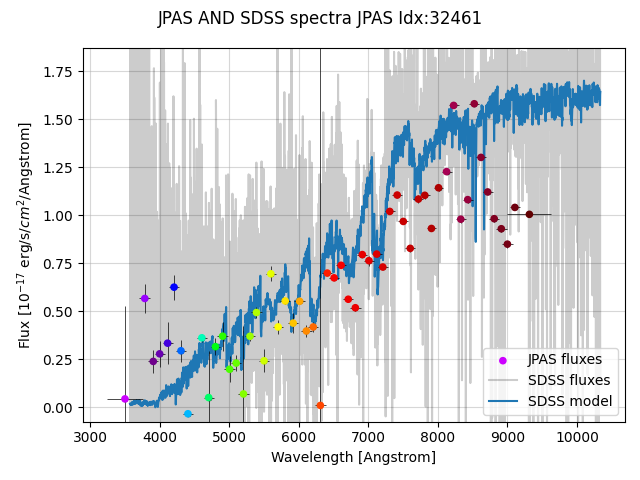 JPAS AND SDSS spectra JPAS Idx:32461
1.75
1.50
1.25
1.00
0.75
0.50
0.25
0.00
Flux [10⁻¹⁷ erg/s/cm²/Angstrom]
JPAS fluxes
SDSS fluxes
SDSS model
3000 4000 5000 6000 7000 8000 9000 10000
Wavelength [Angstrom]